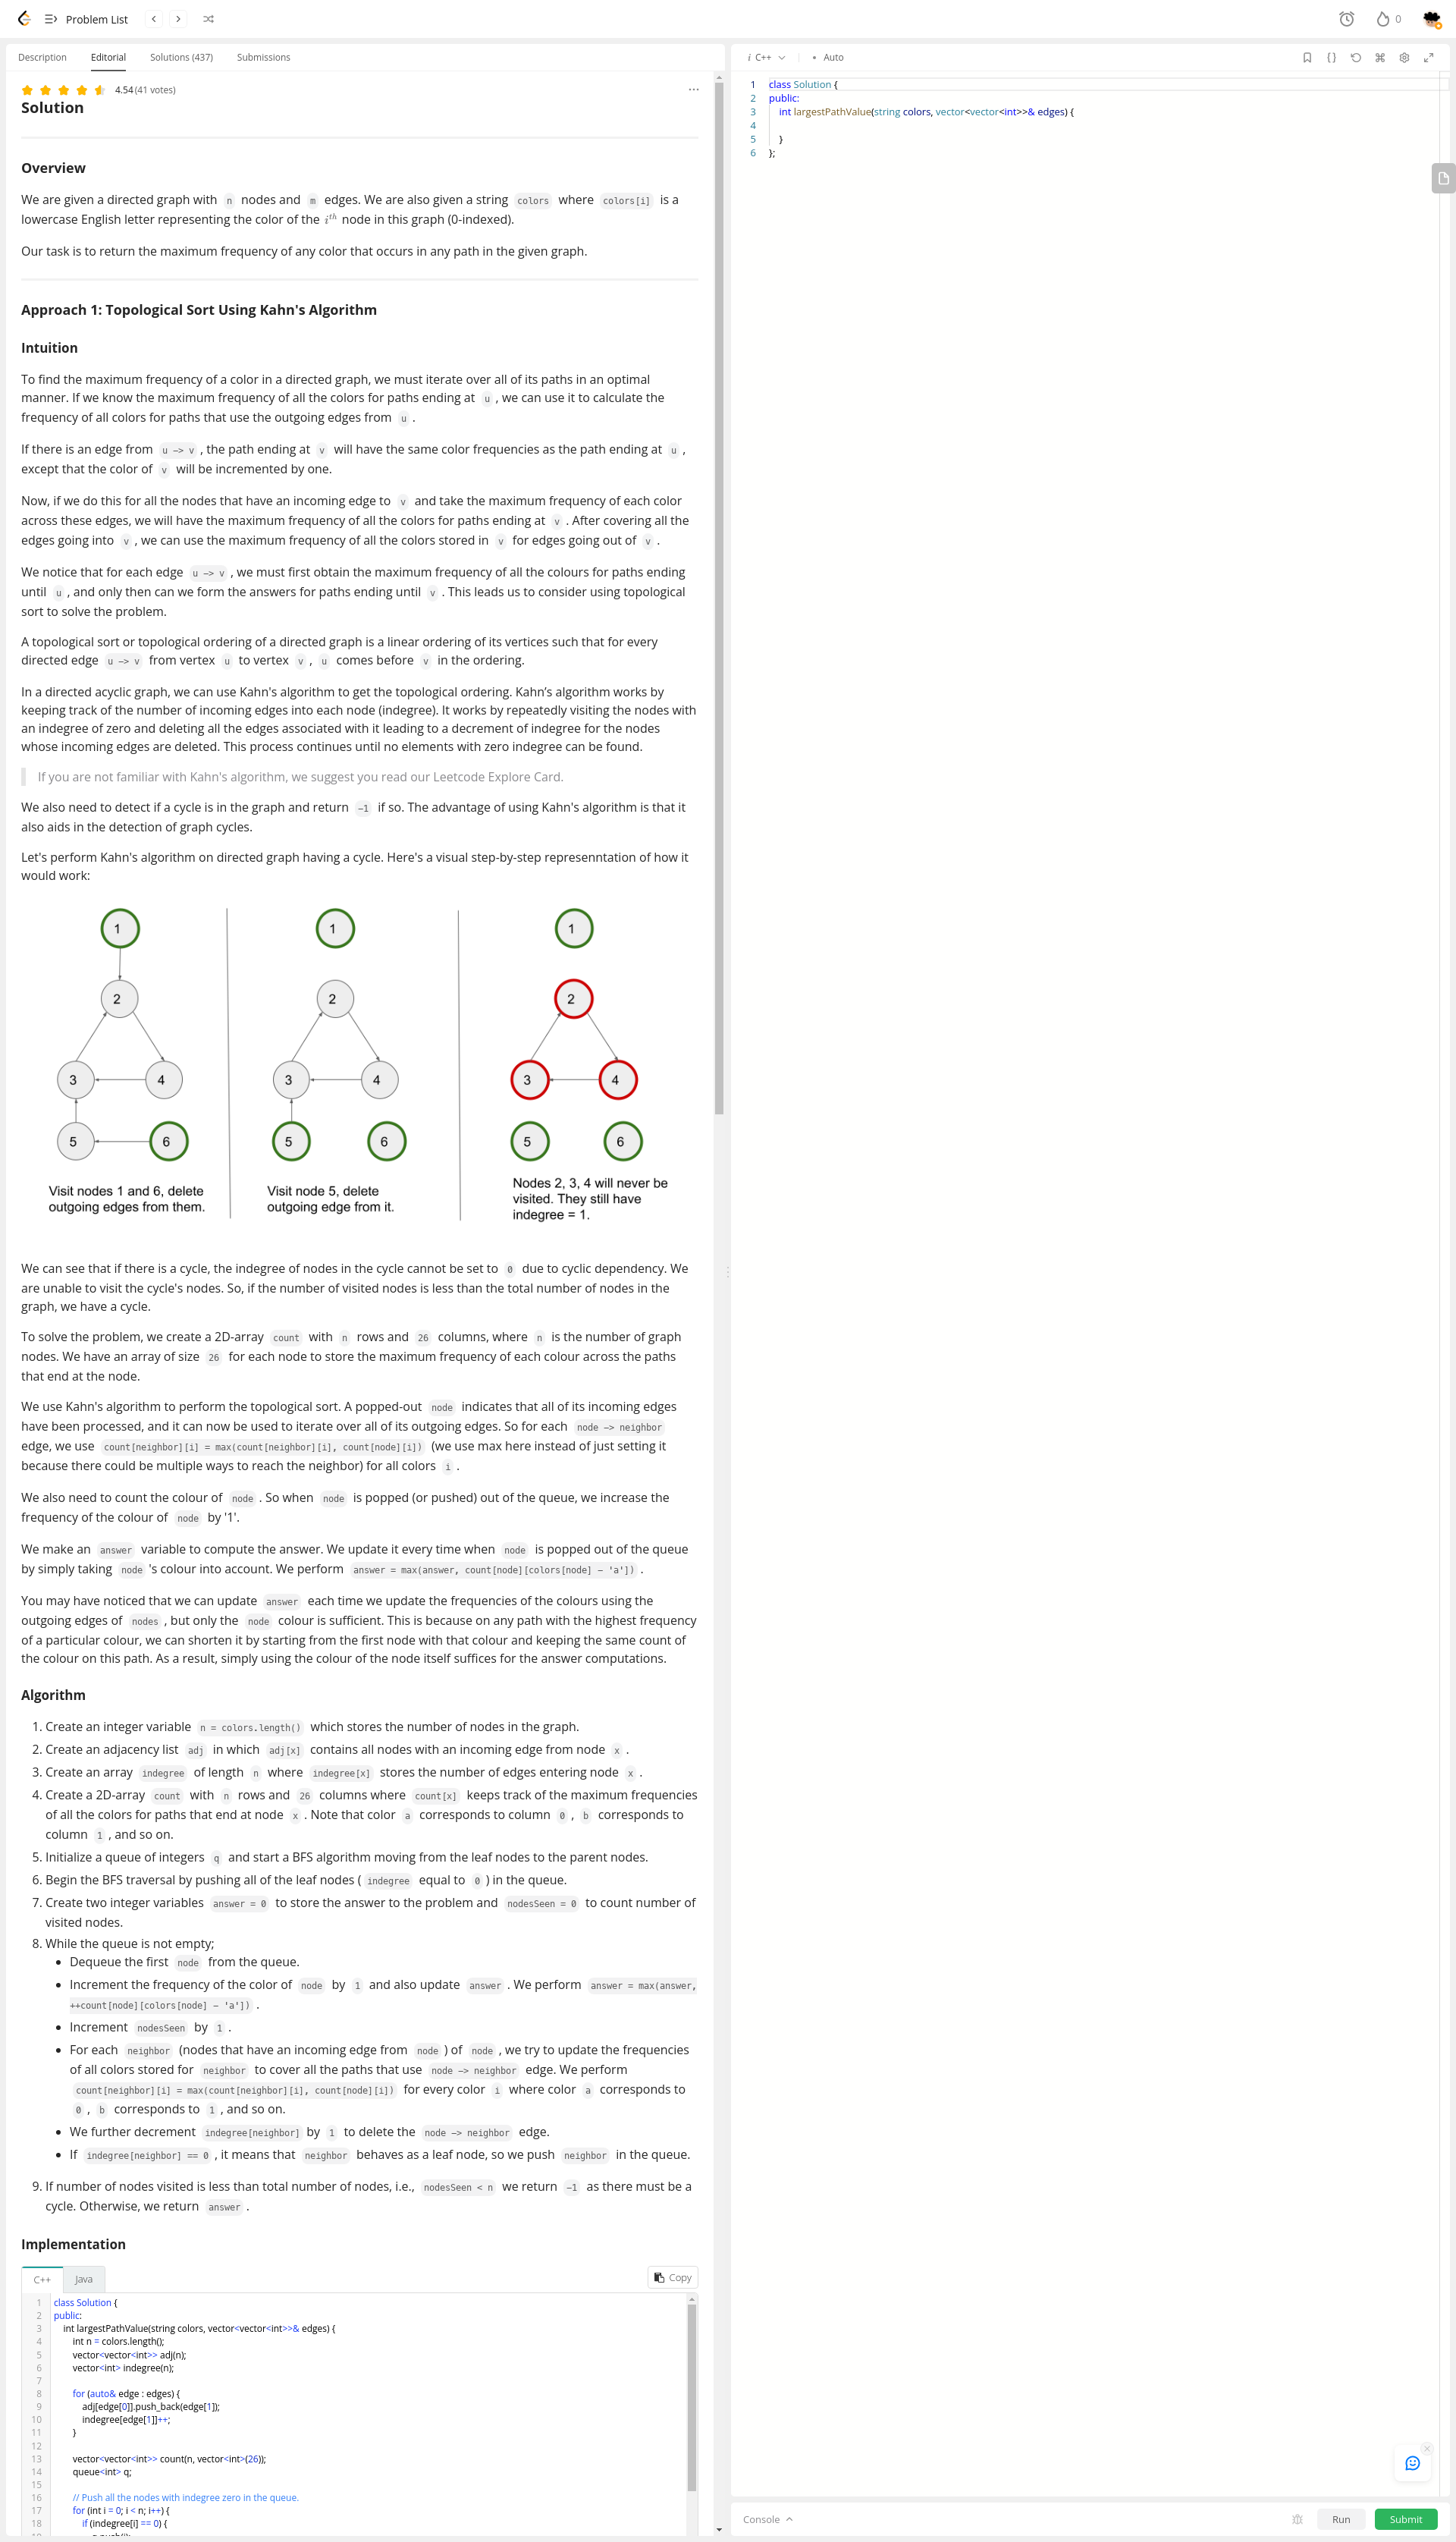 Problem List
0
Description Editorial Solutions (437) Submissions
4.54 (41 votes)
Solution
Overview
We are given a directed graph with n nodes and m edges. We are also given a string colors where colors[i] is a
lowercase English letter representing the color of the ith node in this graph (0-indexed).
Our task is to return the maximum frequency of any color that occurs in any path in the given graph.
Approach 1: Topological Sort Using Kahn's Algorithm
Intuition
To find the maximum frequency of a color in a directed graph, we must iterate over all of its paths in an optimal
manner. If we know the maximum frequency of all the colors for paths ending at u , we can use it to calculate the
frequency of all colors for paths that use the outgoing edges from u .
If there is an edge from u -> v , the path ending at v will have the same color frequencies as the path ending at u ,
except that the color of v will be incremented by one.
Now, if we do this for all the nodes that have an incoming edge to v and take the maximum frequency of each color
across these edges, we will have the maximum frequency of all the colors for paths ending at v . After covering all the
edges going into v , we can use the maximum frequency of all the colors stored in v for edges going out of v .
We notice that for each edge u -> v , we must first obtain the maximum frequency of all the colours for paths ending
until u , and only then can we form the answers for paths ending until v . This leads us to consider using topological
sort to solve the problem.
A topological sort or topological ordering of a directed graph is a linear ordering of its vertices such that for every
directed edge u -> v from vertex u to vertex v , u comes before v in the ordering.
In a directed acyclic graph, we can use Kahn's algorithm to get the topological ordering. Kahn’s algorithm works by
keeping track of the number of incoming edges into each node (indegree). It works by repeatedly visiting the nodes with
an indegree of zero and deleting all the edges associated with it leading to a decrement of indegree for the nodes
whose incoming edges are deleted. This process continues until no elements with zero indegree can be found.
If you are not familiar with Kahn's algorithm, we suggest you read our Leetcode Explore Card.
We also need to detect if a cycle is in the graph and return -1 if so. The advantage of using Kahn's algorithm is that it
also aids in the detection of graph cycles.
Let's perform Kahn's algorithm on directed graph having a cycle. Here's a visual step-by-step represenntation of how it
would work:
1 1 1
2 2 2
3 4 3 4 3 4
5 6 5 6 5 6
Visit nodes 1 and 6, delete
outgoing edges from them.
Visit node 5, delete
outgoing edge from it.
Nodes 2, 3, 4 will never be
visited. They still have
indegree = 1.
We can see that if there is a cycle, the indegree of nodes in the cycle cannot be set to 0 due to cyclic dependency. We
are unable to visit the cycle's nodes. So, if the number of visited nodes is less than the total number of nodes in the
graph, we have a cycle.
To solve the problem, we create a 2D-array count with n rows and 26 columns, where n is the number of graph
nodes. We have an array of size 26 for each node to store the maximum frequency of each colour across the paths
that end at the node.
We use Kahn's algorithm to perform the topological sort. A popped-out node indicates that all of its incoming edges
have been processed, and it can now be used to iterate over all of its outgoing edges. So for each node -> neighbor
edge, we use count[neighbor][i] = max(count[neighbor][i], count[node][i]) (we use max here instead of just setting it
because there could be multiple ways to reach the neighbor) for all colors i .
We also need to count the colour of node . So when node is popped (or pushed) out of the queue, we increase the
frequency of the colour of node by '1'.
We make an answer variable to compute the answer. We update it every time when node is popped out of the queue
by simply taking node 's colour into account. We perform answer = max(answer, count[node][colors[node] - 'a']) .
You may have noticed that we can update answer each time we update the frequencies of the colours using the
outgoing edges of nodes , but only the node colour is sufficient. This is because on any path with the highest frequency
of a particular colour, we can shorten it by starting from the first node with that colour and keeping the same count of
the colour on this path. As a result, simply using the colour of the node itself suffices for the answer computations.
Algorithm
1. Create an integer variable n = colors.length() which stores the number of nodes in the graph.
2. Create an adjacency list adj in which adj[x] contains all nodes with an incoming edge from node x .
3. Create an array indegree of length n where indegree[x] stores the number of edges entering node x .
4. Create a 2D-array count with n rows and 26 columns where count[x] keeps track of the maximum frequencies
of all the colors for paths that end at node x . Note that color a corresponds to column 0 , b corresponds to
column 1 , and so on.
5. Initialize a queue of integers q and start a BFS algorithm moving from the leaf nodes to the parent nodes.
6. Begin the BFS traversal by pushing all of the leaf nodes ( indegree equal to 0 ) in the queue.
7. Create two integer variables answer = 0 to store the answer to the problem and nodesSeen = 0 to count number of
visited nodes.
8. While the queue is not empty;
• Dequeue the first node from the queue.
• Increment the frequency of the color of node by 1 and also update answer . We perform answer = max(answer,
++count[node][colors[node] - 'a']) .
• Increment nodesSeen by 1 .
• For each neighbor (nodes that have an incoming edge from node ) of node , we try to update the frequencies
of all colors stored for neighbor to cover all the paths that use node -> neighbor edge. We perform
count[neighbor][i] = max(count[neighbor][i], count[node][i]) for every color i where color a corresponds to
0 , b corresponds to 1 , and so on.
• We further decrement indegree[neighbor] by 1 to delete the node -> neighbor edge.
• If indegree[neighbor] == 0 , it means that neighbor behaves as a leaf node, so we push neighbor in the queue.
9. If number of nodes visited is less than total number of nodes, i.e., nodesSeen < n we return -1 as there must be a
cycle. Otherwise, we return answer .
Implementation
C++ Java Copy
1 class Solution {
2 public:
3 int largestPathValue(string colors, vector<vector<int>>& edges) {
4 int n = colors.length();
5 vector<vector<int>> adj(n);
6 vector<int> indegree(n);
7
8 for (auto& edge : edges) {
9 adj[edge[0]].push_back(edge[1]);
10 indegree[edge[1]]++;
11 }
12
13 vector<vector<int>> count(n, vector<int>(26));
14 queue<int> q;
15
16 // Push all the nodes with indegree zero in the queue.
17 for (int i = 0; i < n; i++) {
18 if (indegree[i] == 0) {
i C++ • Auto
1 class Solution {
2 public:
3 int largestPathValue(string colors, vector<vector<int>>& edges) {
4
5 }
6 };
Console Run Submit